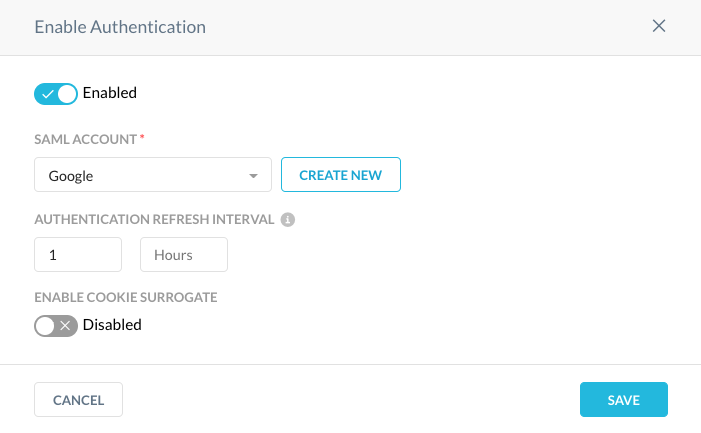 Enable Authentication
Enabled
SAML ACCOUNT *
Google
CREATE NEW
AUTHENTICATION REFRESH INTERVAL
1 Hours
ENABLE COOKIE SURROGATE
Disabled
CANCEL SAVE